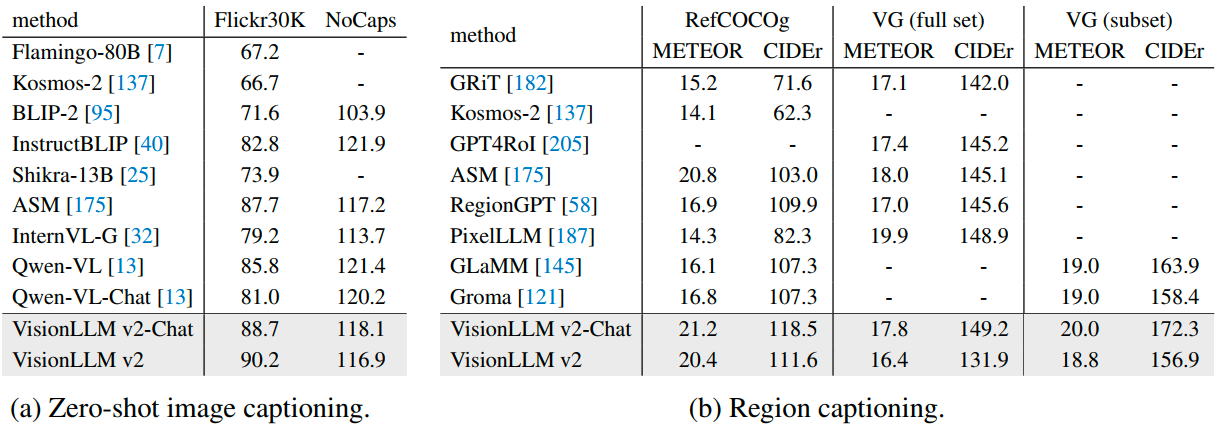 method Flickr30K NoCaps
Flamingo-80B [7] 67.2 -
Kosmos-2 [137] 66.7 -
BLIP-2 [95] 71.6 103.9
InstructBLIP [40] 82.8 121.9
Shikra-13B [25] 73.9 -
ASM [175] 87.7 117.2
InternVL-G [32] 79.2 113.7
Qwen-VL [13] 85.8 121.4
Qwen-VL-Chat [13] 81.0 120.2
VisionLLM v2-Chat 88.7 118.1
VisionLLM v2 90.2 116.9
(a) Zero-shot image captioning.
method RefCOCOg VG (full set) VG (subset)
METEOR CIDEr METEOR CIDEr METEOR CIDEr
GRiT [182] 15.2 71.6 17.1 142.0 - -
Kosmos-2 [137] 14.1 62.3 - - - -
GPT4RoI [205] - - 17.4 145.2 - -
ASM [175] 20.8 103.0 18.0 145.1 - -
RegionGPT [58] 16.9 109.9 17.0 145.6 - -
PixelLLM [187] 14.3 82.3 19.9 148.9 - -
GLaMM [145] 16.1 107.3 - - 19.0 163.9
Groma [121] 16.8 107.3 - - 19.0 158.4
VisionLLM v2-Chat 21.2 118.5 17.8 149.2 20.0 172.3
VisionLLM v2 20.4 111.6 16.4 131.9 18.8 156.9
(b) Region captioning.